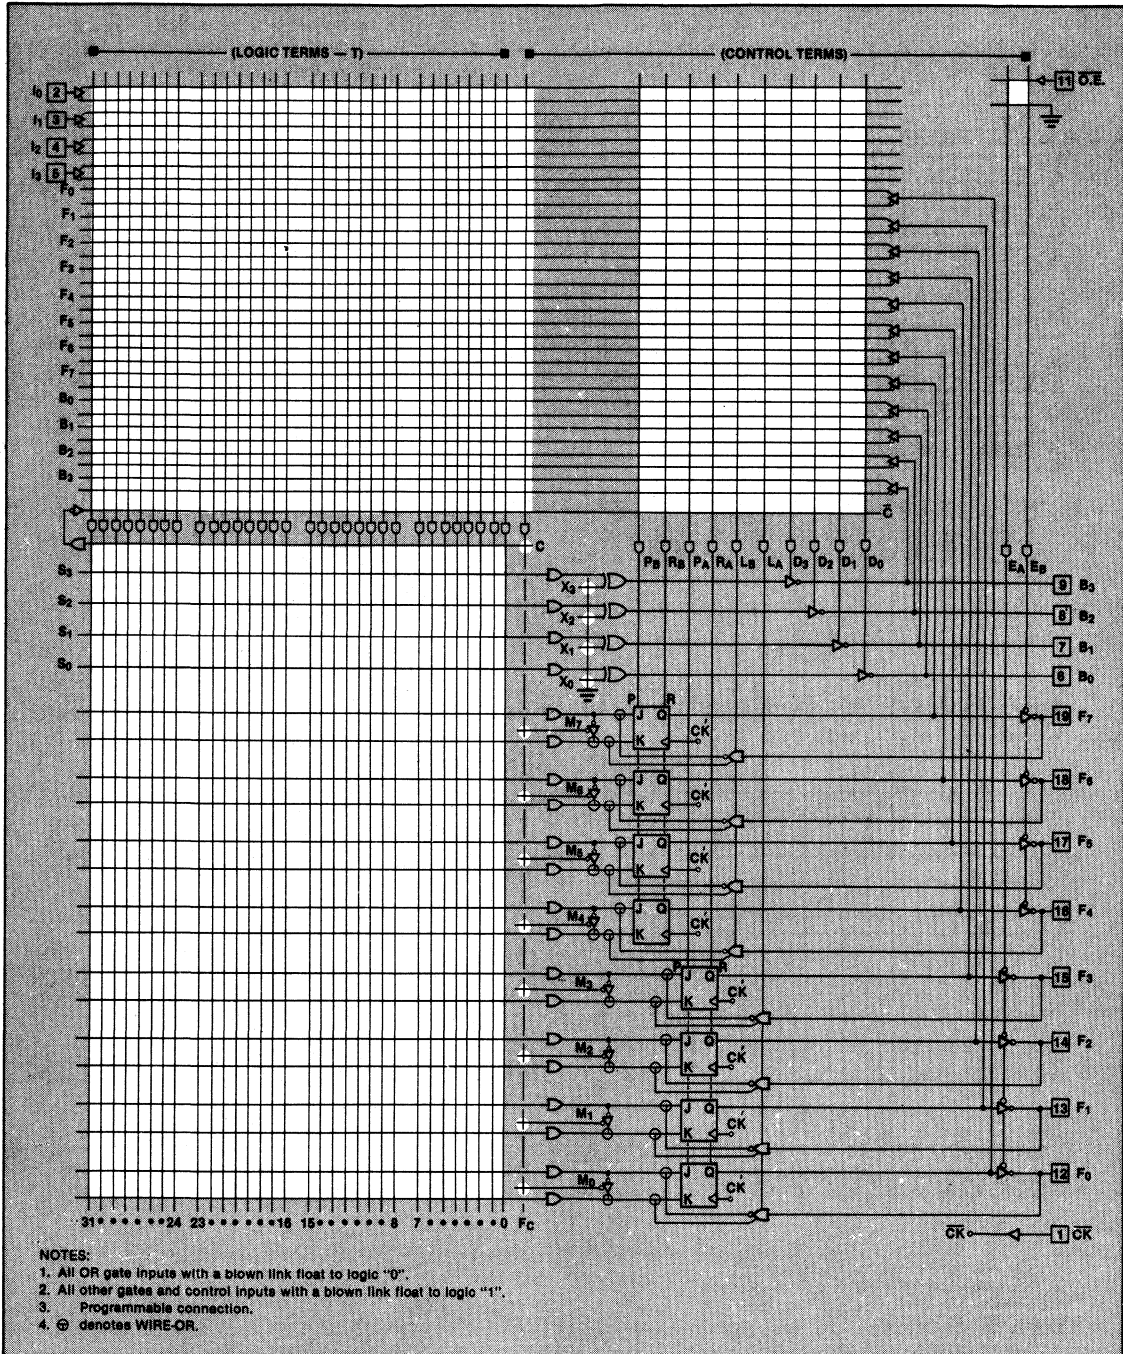 (LOGIC TERMS — T) (CONTROL TERMS)
11 O.E.
I0 2
I1 3
I2 4
I3 5
F0
F1
F2
F3
F4
F5
F6
F7
B0
B1
B2
B3
C̅
C
PB RB PA RA LB LA D3 D2 D1 D0 EA EB
S3 X3 9 B3
S2 X2 8 B2
S1 X1 7 B1
S0 X0 6 B0
P R
M7 J Q K CK' 19 F7
M6 J Q K CK' 18 F6
M5 J Q K CK' 17 F5
M4 J Q K CK' 16 F4
P R
M3 J Q K CK' 15 F3
M2 J Q K CK' 14 F2
M1 J Q K CK' 13 F1
M0 J Q K CK' 12 F0
31 24 23 16 15 8 7 0 FC
C̅K̅ 1 C̅K̅
NOTES:
1. All OR gate inputs with a blown link float to logic "0".
2. All other gates and control inputs with a blown link float to logic "1".
3. Programmable connection.
4. ⊕ denotes WIRE-OR.